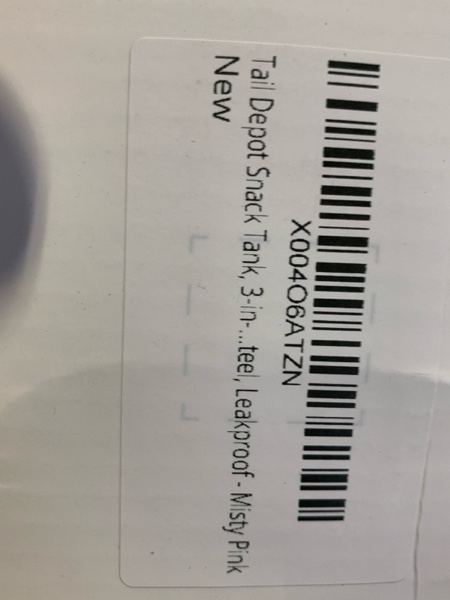 X004O6ATZN
Tail Depot Snack Tank, 3-in-...teel, Leakproof - Misty Pink
New